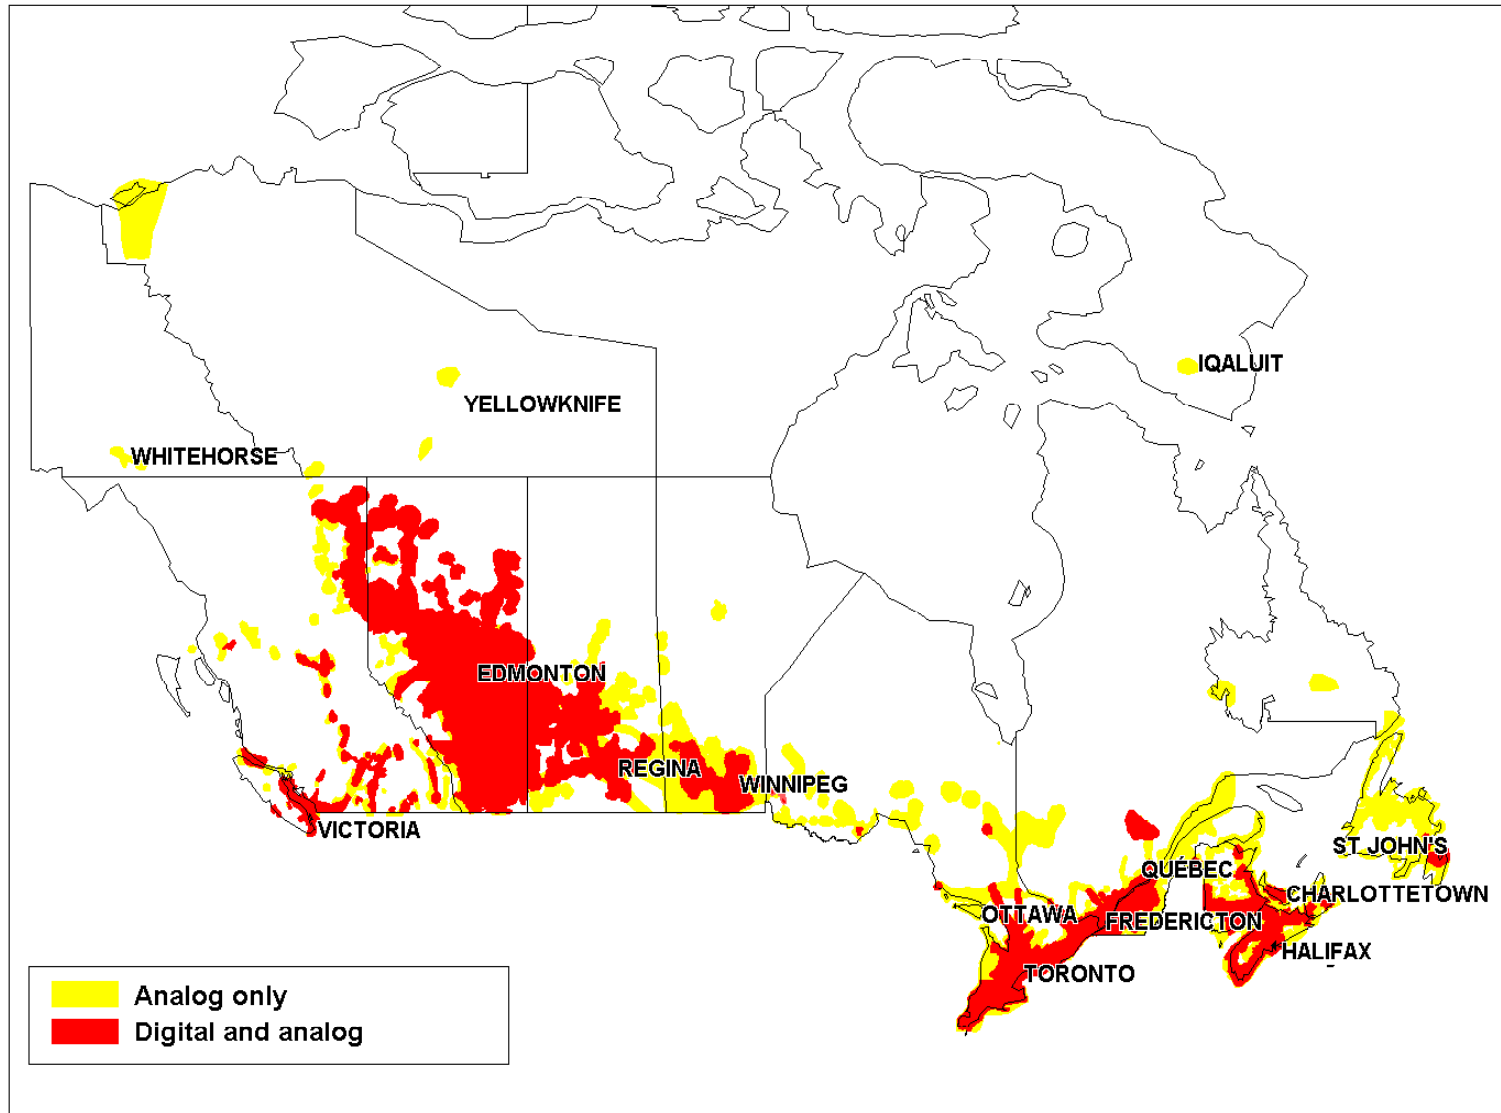 IQALUIT
YELLOWKNIFE
WHITEHORSE
EDMONTON
REGINA
WINNIPEG
VICTORIA
ST JOHN'S
QUÉBEC
CHARLOTTETOWN
OTTAWA
FREDERICTON
HALIFAX
TORONTO
Analog only
Digital and analog